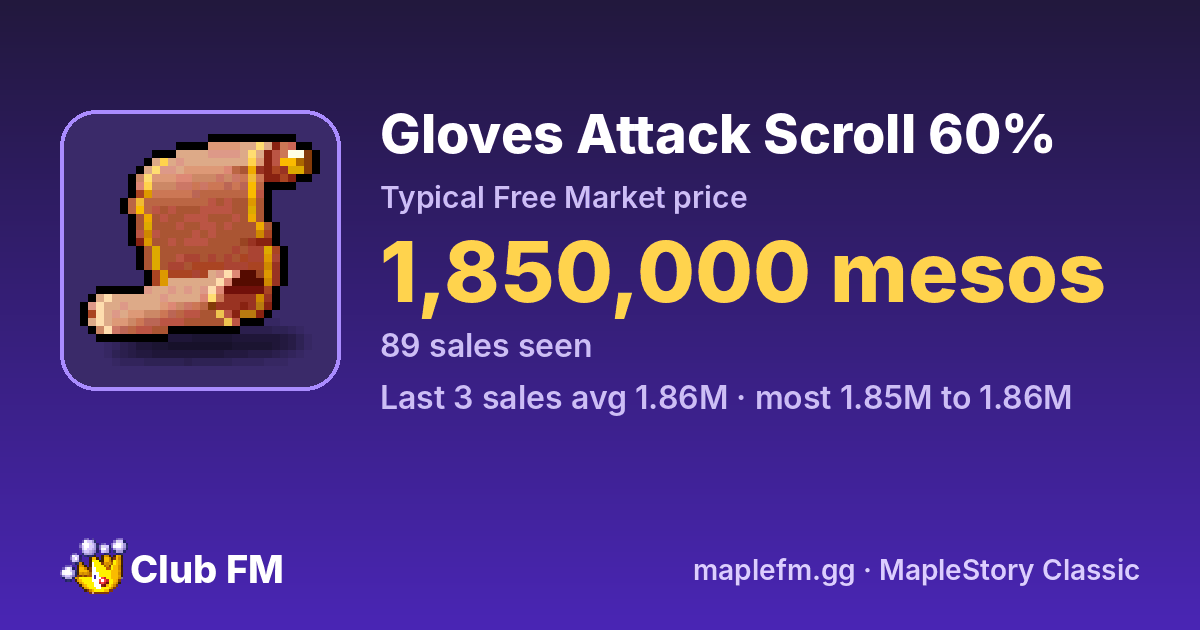 Gloves Attack Scroll 60%
Typical Free Market price
1,850,000 mesos
89 sales seen
Last 3 sales avg 1.86M · most 1.85M to 1.86M
Club FM
maplefm.gg · MapleStory Classic